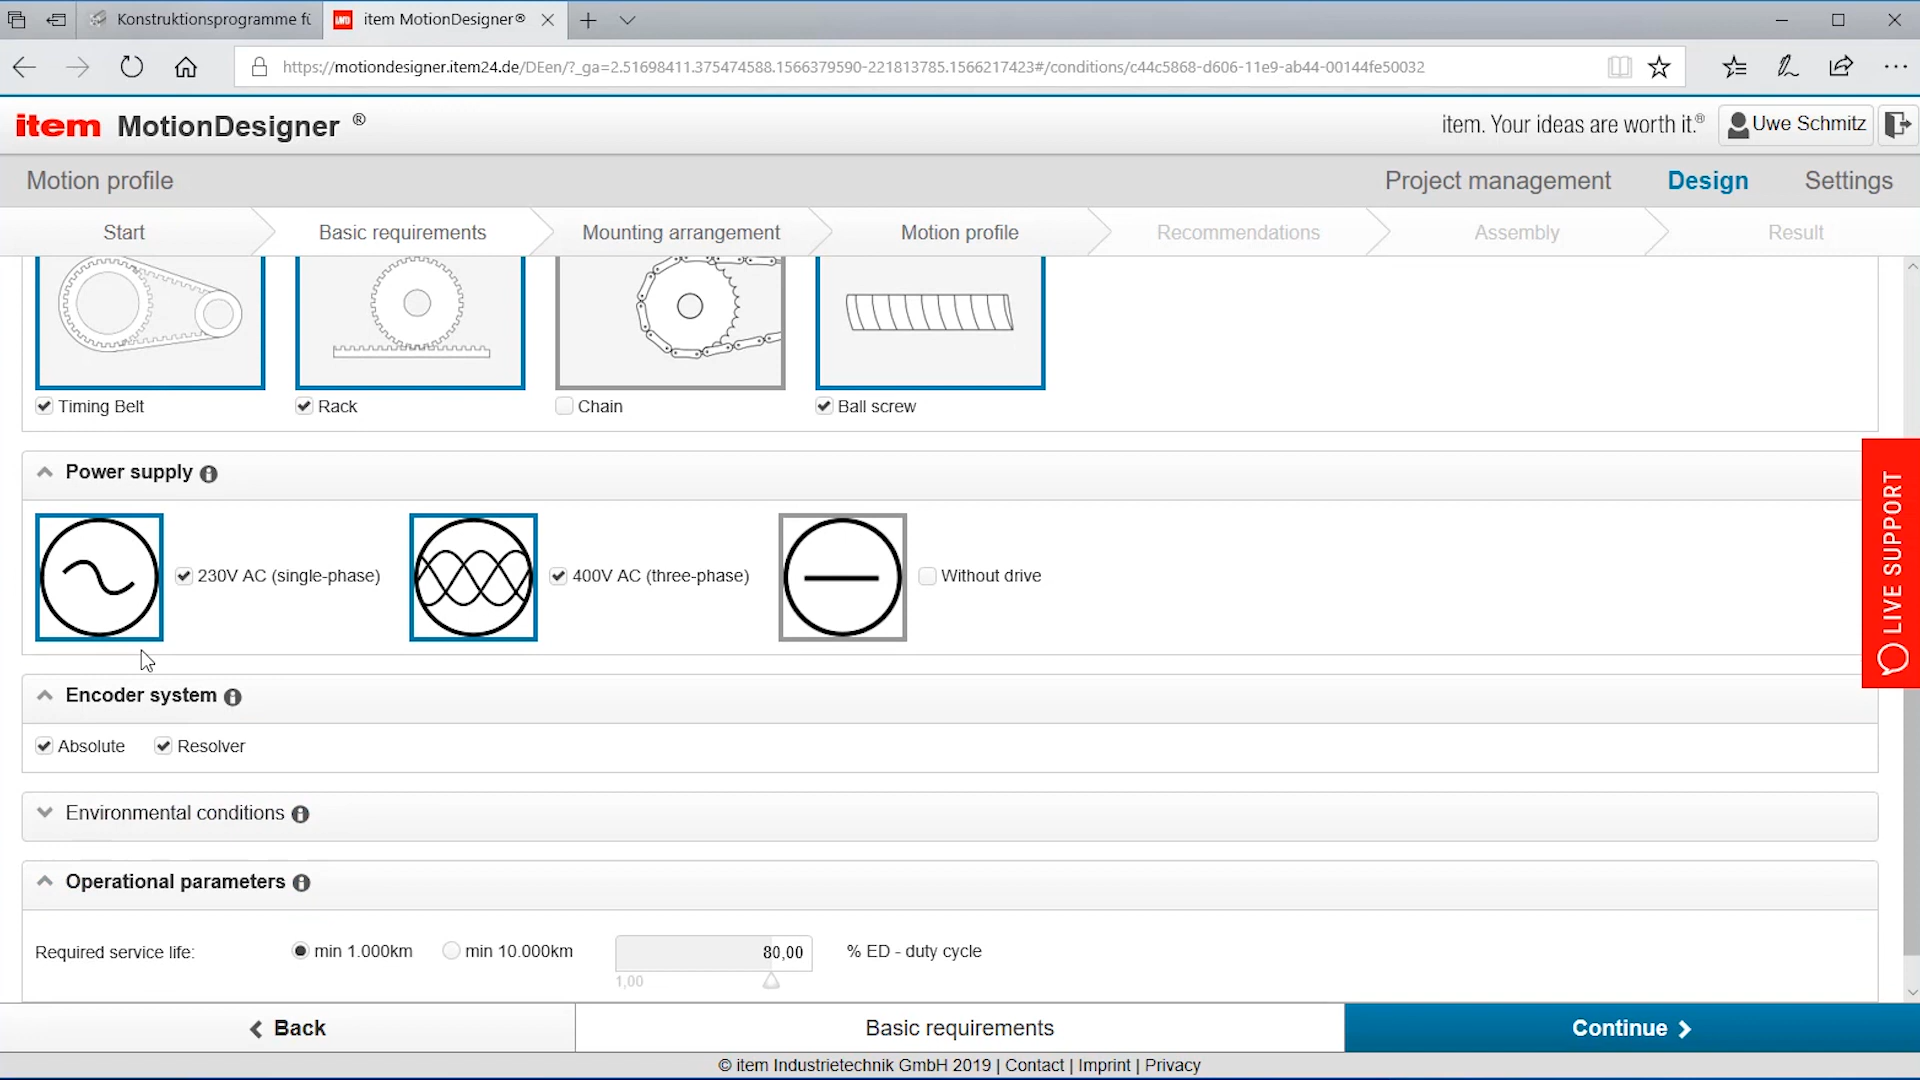 Konstruktionsprogramme fü
item MotionDesigner®
https://motiondesigner.item24.de/DEen/?_ga=2.51698411.375474588.1566379590-221813785.1566217423#/conditions/c44c5868-d606-11e9-ab44-00144fe50032
item MotionDesigner ®
item. Your ideas are worth it.®
Uwe Schmitz
Motion profile
Project management
Design
Settings
Start
Basic requirements
Mounting arrangement
Motion profile
Recommendations
Assembly
Result
Timing Belt
Rack
Chain
Ball screw
Power supply
230V AC (single-phase)
400V AC (three-phase)
Without drive
LIVE SUPPORT
Encoder system
Absolute
Resolver
Environmental conditions
Operational parameters
Required service life:
min 1.000km
min 10.000km
80,00
% ED - duty cycle
1,00
Back
Basic requirements
Continue
© item Industrietechnik GmbH 2019 | Contact | Imprint | Privacy